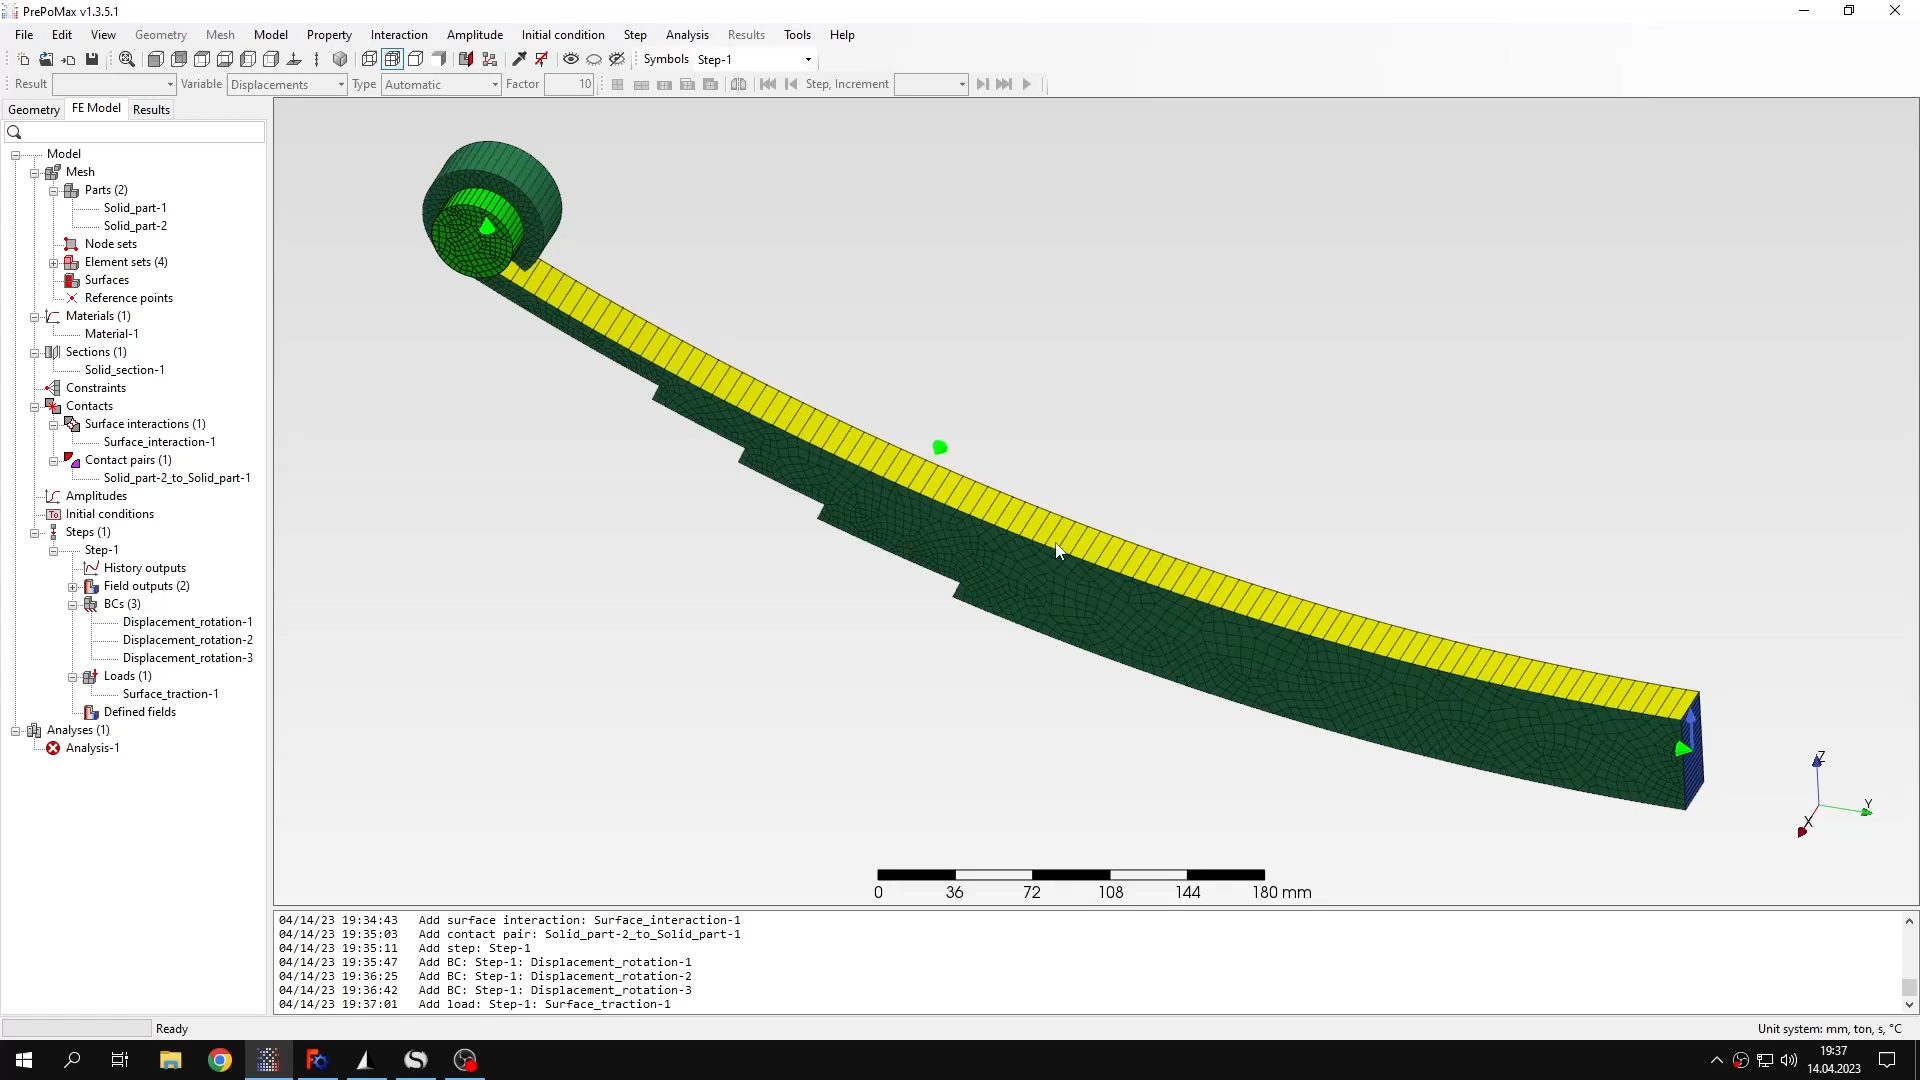 PrePoMax v1.3.5.1
File Edit View Geometry Mesh Model Property Interaction Amplitude Initial condition Step Analysis Results Tools Help
Symbols Step-1
Result Variable Displacements Type Automatic Factor 10 Step, Increment
Geometry FE Model Results
Model
Mesh
Parts (2)
Solid_part-1
Solid_part-2
Node sets
Element sets (4)
Surfaces
Reference points
Materials (1)
Material-1
Sections (1)
Solid_section-1
Constraints
Contacts
Surface interactions (1)
Surface_interaction-1
Contact pairs (1)
Solid_part-2_to_Solid_part-1
Amplitudes
Initial conditions
Steps (1)
Step-1
History outputs
Field outputs (2)
BCs (3)
Displacement_rotation-1
Displacement_rotation-2
Displacement_rotation-3
Loads (1)
Surface_traction-1
Defined fields
Analyses (1)
Analysis-1
Z
Y
X
0 36 72 108 144 180 mm
04/14/23 19:34:43 Add surface interaction: Surface_interaction-1
04/14/23 19:35:03 Add contact pair: Solid_part-2_to_Solid_part-1
04/14/23 19:35:11 Add step: Step-1
04/14/23 19:35:47 Add BC: Step-1: Displacement_rotation-1
04/14/23 19:36:25 Add BC: Step-1: Displacement_rotation-2
04/14/23 19:36:42 Add BC: Step-1: Displacement_rotation-3
04/14/23 19:37:01 Add load: Step-1: Surface_traction-1
Ready
Unit system: mm, ton, s, °C
19:37
14.04.2023